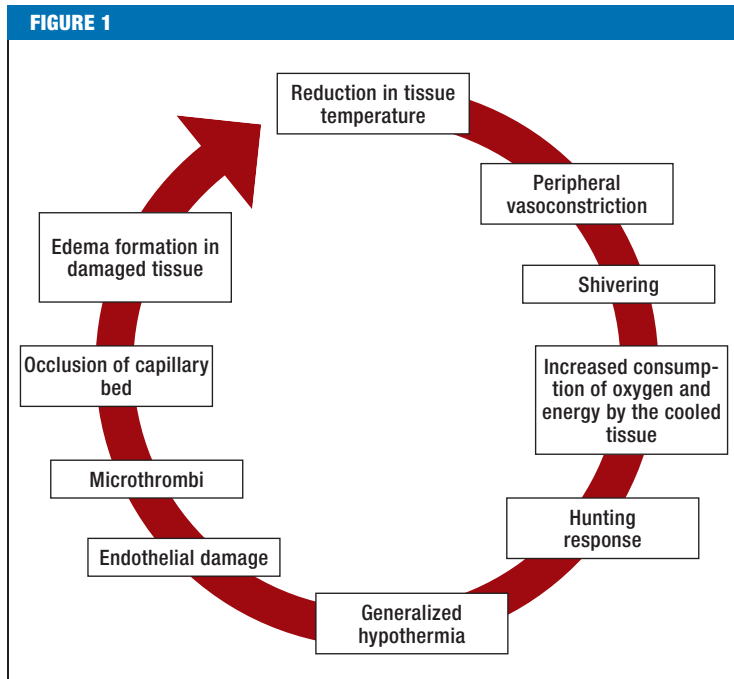 FIGURE 1
Reduction in tissue
temperature
Peripheral
vasoconstriction
Shivering
Increased consump-
tion of oxygen and
energy by the cooled
tissue
Hunting
response
Generalized
hypothermia
Endothelial damage
Microthrombi
Occlusion of capillary
bed
Edema formation in
damaged tissue